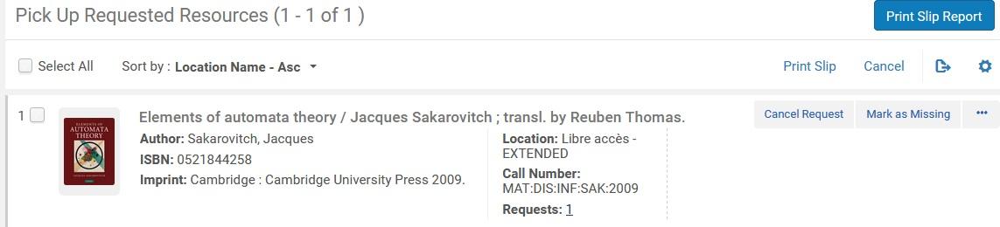 Pick Up Requested Resources (1 - 1 of 1 )
Print Slip Report
Select All
Sort by : Location Name - Asc
Print Slip
Cancel
1
ELEMENTS OF
AUTOMATA
THEORY
JACQUES SAKAROVITCH
Elements of automata theory / Jacques Sakarovitch ; transl. by Reuben Thomas.
Author: Sakarovitch, Jacques
ISBN: 0521844258
Imprint: Cambridge : Cambridge University Press 2009.
Location: Libre accès -
EXTENDED
Call Number:
MAT:DIS:INF:SAK:2009
Requests: 1
Cancel Request
Mark as Missing